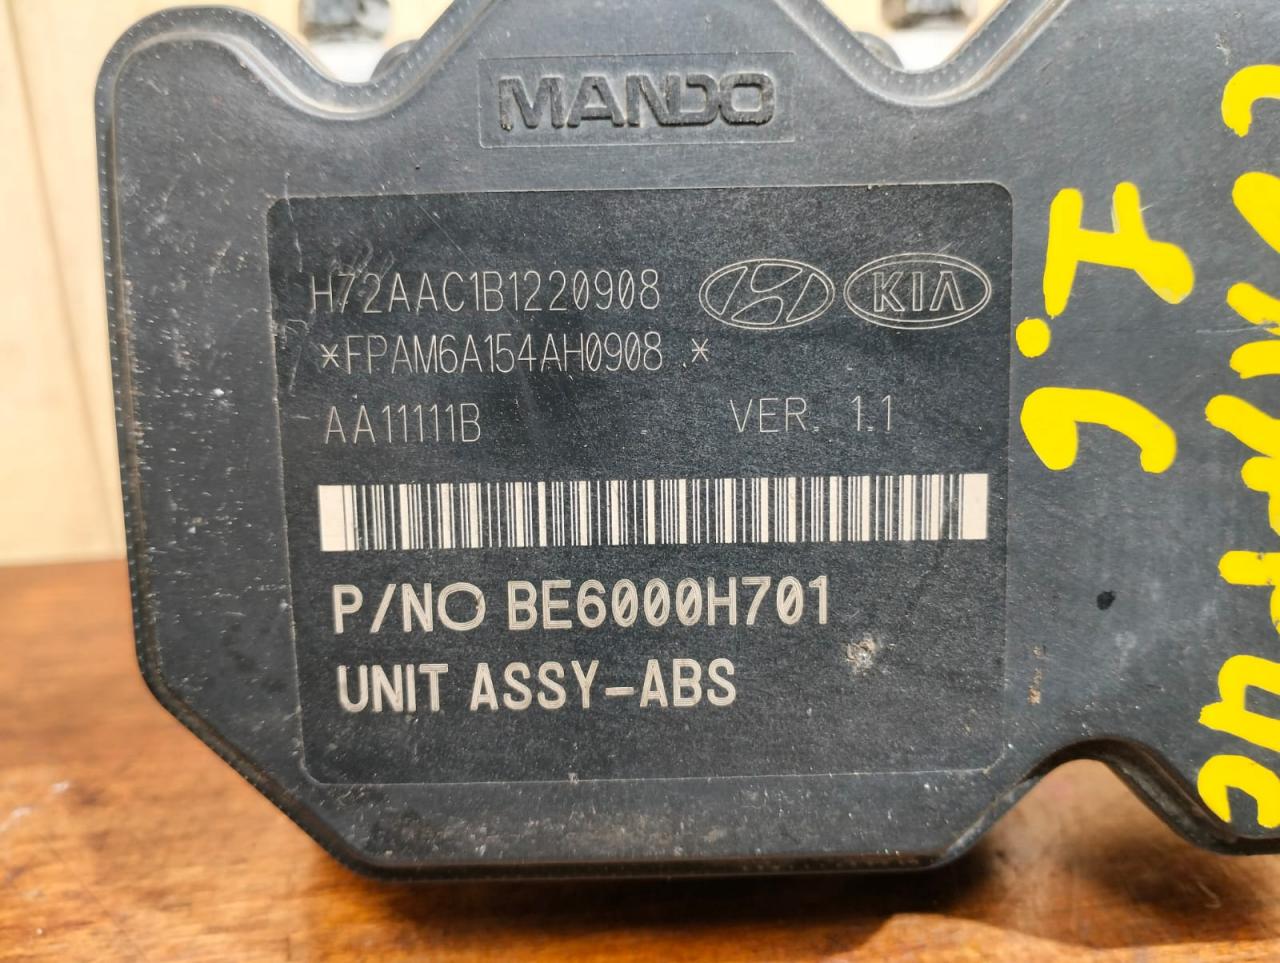 MANDO
H72AAC1B1220908
KIA
*FPAM6A154AH0908 *
AA11111B VER. 1.1
P/NO BE6000H701
UNIT ASSY-ABS